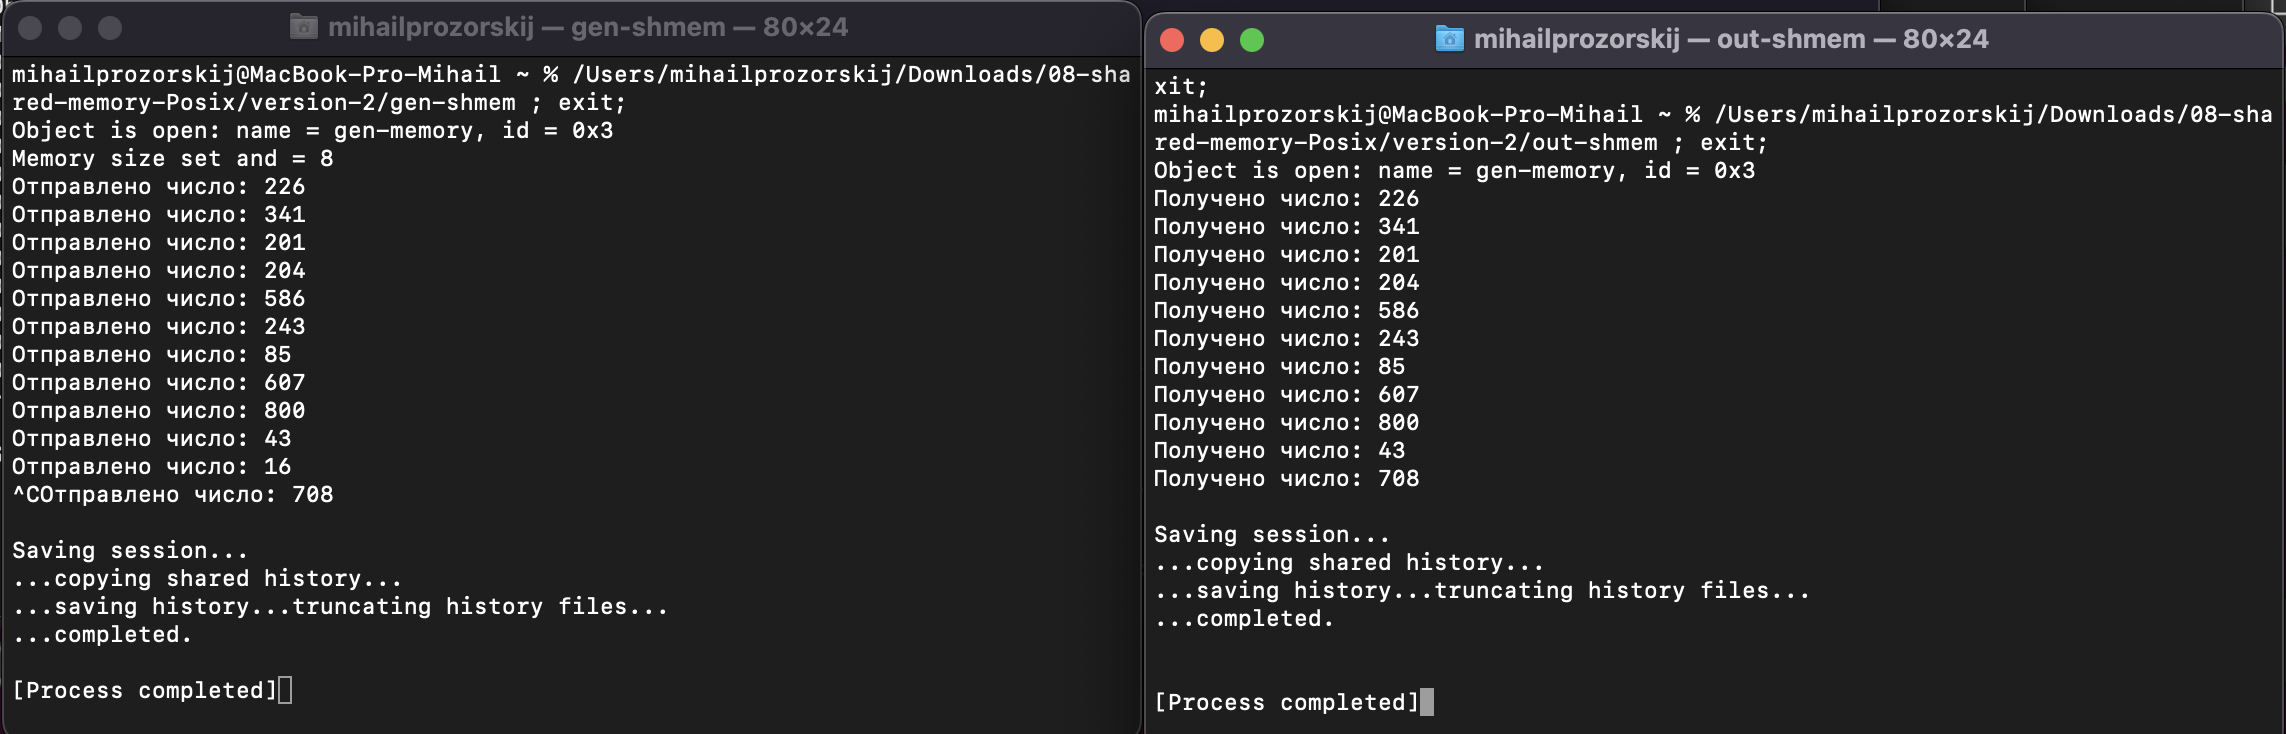 mihailprozorskij — gen-shmem — 80×24
mihailprozorskij@MacBook-Pro-Mihail ~ % /Users/mihailprozorskij/Downloads/08-sha
red-memory-Posix/version-2/gen-shmem ; exit;
Object is open: name = gen-memory, id = 0x3
Memory size set and = 8
Отправлено число: 226
Отправлено число: 341
Отправлено число: 201
Отправлено число: 204
Отправлено число: 586
Отправлено число: 243
Отправлено число: 85
Отправлено число: 607
Отправлено число: 800
Отправлено число: 43
Отправлено число: 16
^CОтправлено число: 708
Saving session...
...copying shared history...
...saving history...truncating history files...
...completed.
[Process completed]
mihailprozorskij — out-shmem — 80×24
xit;
mihailprozorskij@MacBook-Pro-Mihail ~ % /Users/mihailprozorskij/Downloads/08-sha
red-memory-Posix/version-2/out-shmem ; exit;
Object is open: name = gen-memory, id = 0x3
Получено число: 226
Получено число: 341
Получено число: 201
Получено число: 204
Получено число: 586
Получено число: 243
Получено число: 85
Получено число: 607
Получено число: 800
Получено число: 43
Получено число: 708
Saving session...
...copying shared history...
...saving history...truncating history files...
...completed.
[Process completed]